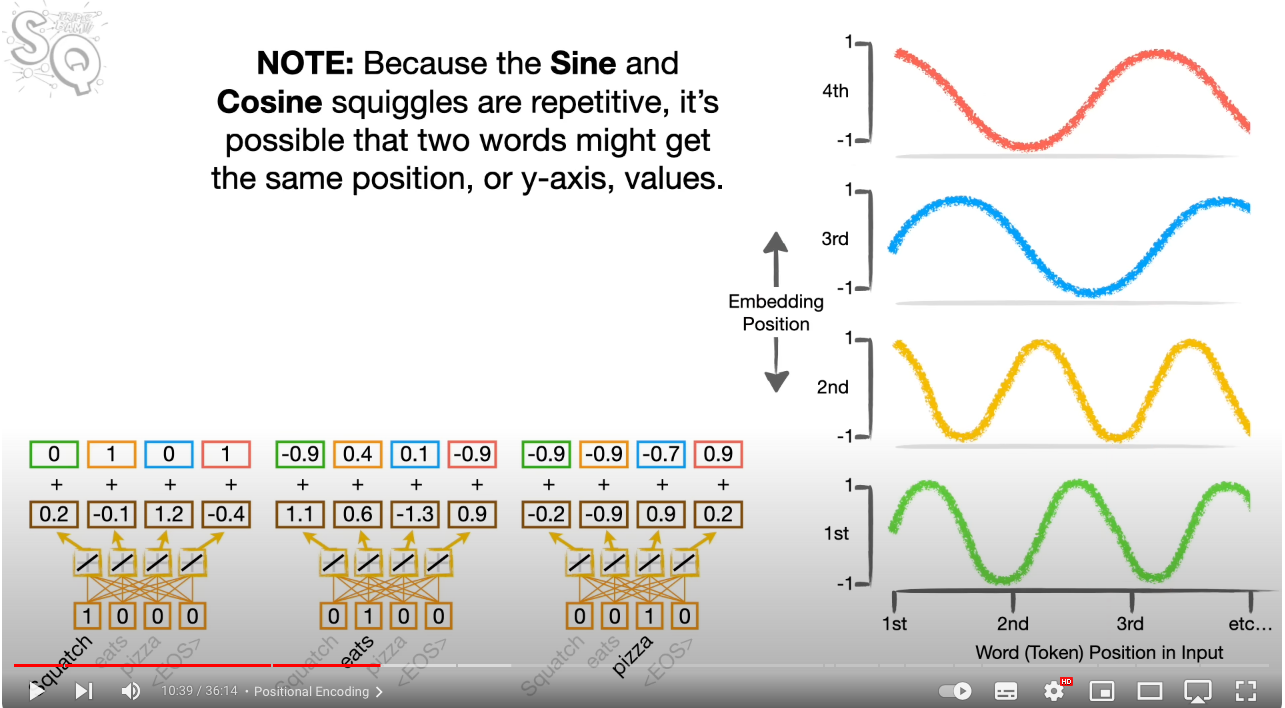 SQ
NOTE: Because the Sine and
Cosine squiggles are repetitive, it's
possible that two words might get
the same position, or y-axis, values.
1
4th
-1
1
3rd
-1
Embedding
Position
1
2nd
-1
1
1st
-1
1st 2nd 3rd etc...
Word (Token) Position in Input
0 1 0 1 -0.9 0.4 0.1 -0.9 -0.9 -0.9 -0.7 0.9
+ + + + + + + + + + + +
0.2 -0.1 1.2 -0.4 1.1 0.6 -1.3 0.9 -0.2 -0.9 0.9 0.2
1 0 0 0 0 1 0 0 0 0 1 0
Squatch eats pizza <EOS> Squatch eats pizza <EOS> Squatch eats pizza <EOS>
10:39 / 36:14 • Positional Encoding >
HD